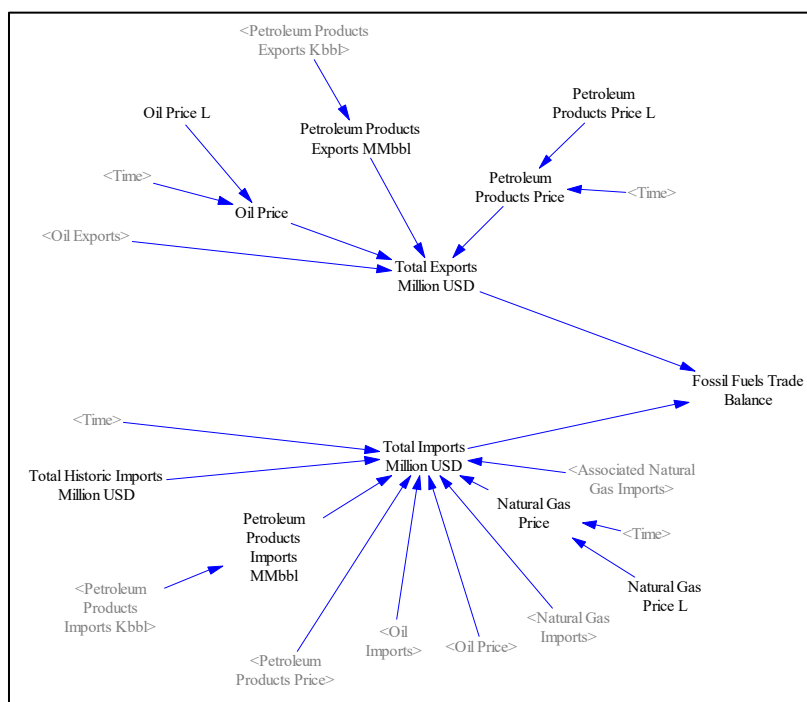 <Petroleum Products
Exports Kbbl>
Petroleum
Products Price L
Oil Price L
Petroleum Products
Exports MMbbl
<Time>
Petroleum
Products Price
<Time>
Oil Price
<Oil Exports>
Total Exports
Million USD
Fossil Fuels Trade
Balance
<Time>
Total Imports
Million USD
Total Historic Imports
Million USD
<Associated Natural
Gas Imports>
Natural Gas
Price
Petroleum
Products
Imports
MMbbl
<Time>
<Petroleum
Products
Imports Kbbl>
Natural Gas
Price L
<Natural Gas
Imports>
<Oil
Imports>
<Oil Price>
<Petroleum
Products Price>